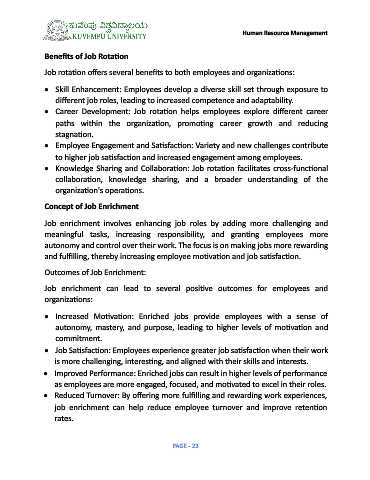 ಕುವೆಂಪು ವಿಶ್ವವಿದ್ಯಾಲಯ
KUVEMPU UNIVERSITY
Human Resource Management
Benefits of Job Rotation
Job rotation offers several benefits to both employees and organizations:
• Skill Enhancement: Employees develop a diverse skill set through exposure to
different job roles, leading to increased competence and adaptability.
• Career Development: Job rotation helps employees explore different career
paths within the organization, promoting career growth and reducing
stagnation.
• Employee Engagement and Satisfaction: Variety and new challenges contribute
to higher job satisfaction and increased engagement among employees.
• Knowledge Sharing and Collaboration: Job rotation facilitates cross-functional
collaboration, knowledge sharing, and a broader understanding of the
organization's operations.
Concept of Job Enrichment
Job enrichment involves enhancing job roles by adding more challenging and
meaningful tasks, increasing responsibility, and granting employees more
autonomy and control over their work. The focus is on making jobs more rewarding
and fulfilling, thereby increasing employee motivation and job satisfaction.
Outcomes of Job Enrichment:
Job enrichment can lead to several positive outcomes for employees and
organizations:
• Increased Motivation: Enriched jobs provide employees with a sense of
autonomy, mastery, and purpose, leading to higher levels of motivation and
commitment.
• Job Satisfaction: Employees experience greater job satisfaction when their work
is more challenging, interesting, and aligned with their skills and interests.
• Improved Performance: Enriched jobs can result in higher levels of performance
as employees are more engaged, focused, and motivated to excel in their roles.
• Reduced Turnover: By offering more fulfilling and rewarding work experiences,
job enrichment can help reduce employee turnover and improve retention
rates.
PAGE - 23